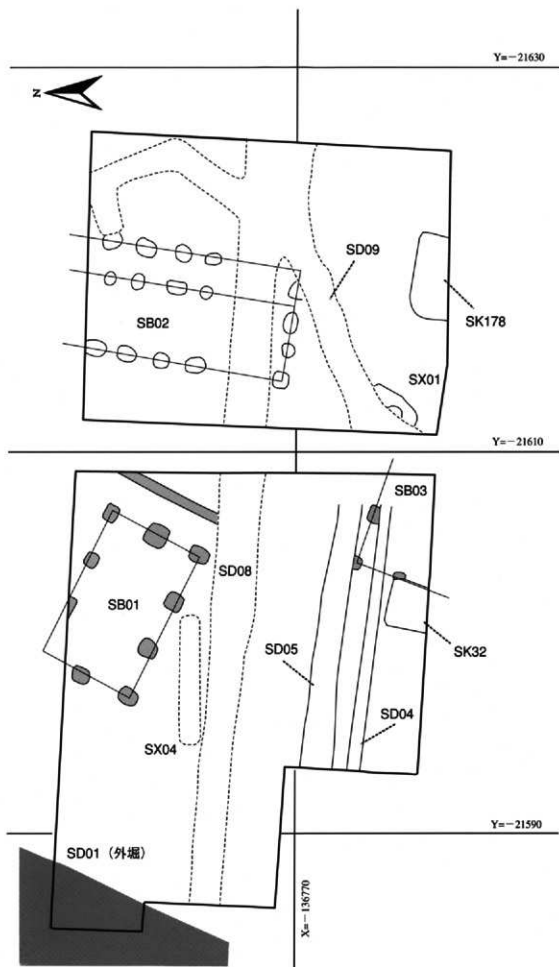 Y=－21630
N
SD09
SB02
SK178
SX01
Y=－21610
SB03
SD08
SB01
SK32
SD05
SD04
SX04
Y=－21590
SD01（外堀）
X=－136770